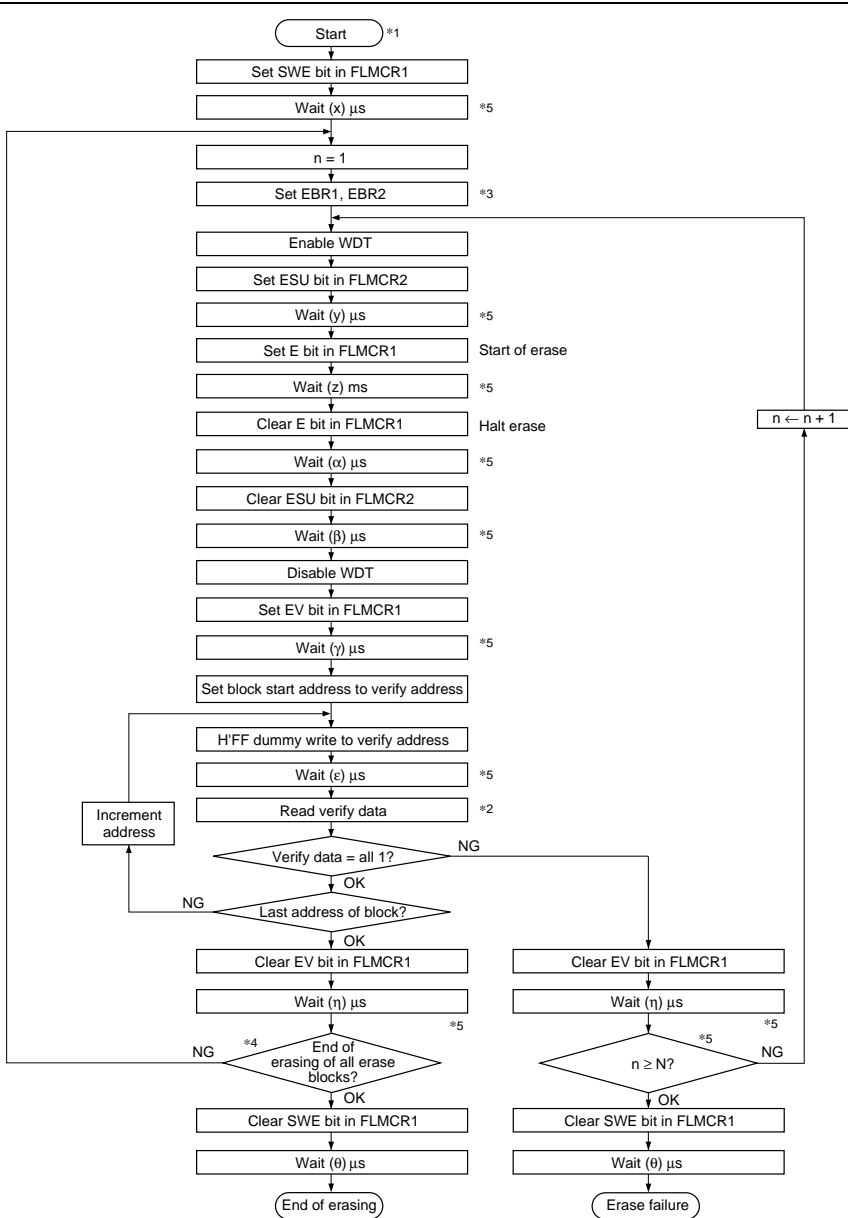 Start *1
Set SWE bit in FLMCR1
Wait (x) μs *5
n = 1
Set EBR1, EBR2 *3
Enable WDT
Set ESU bit in FLMCR2
Wait (y) μs *5
Set E bit in FLMCR1 Start of erase
Wait (z) ms *5
n ← n + 1
Clear E bit in FLMCR1 Halt erase
Wait (α) μs *5
Clear ESU bit in FLMCR2
Wait (β) μs *5
Disable WDT
Set EV bit in FLMCR1
Wait (γ) μs *5
Set block start address to verify address
H'FF dummy write to verify address
Wait (ε) μs *5
Increment
address
Read verify data *2
Verify data = all 1? NG
OK
NG Last address of block?
OK
Clear EV bit in FLMCR1 Clear EV bit in FLMCR1
Wait (η) μs Wait (η) μs
*5 *5
NG *4 End of
erasing of all erase
blocks?
*5 n ≥ N? NG
OK OK
Clear SWE bit in FLMCR1 Clear SWE bit in FLMCR1
Wait (θ) μs Wait (θ) μs
End of erasing Erase failure